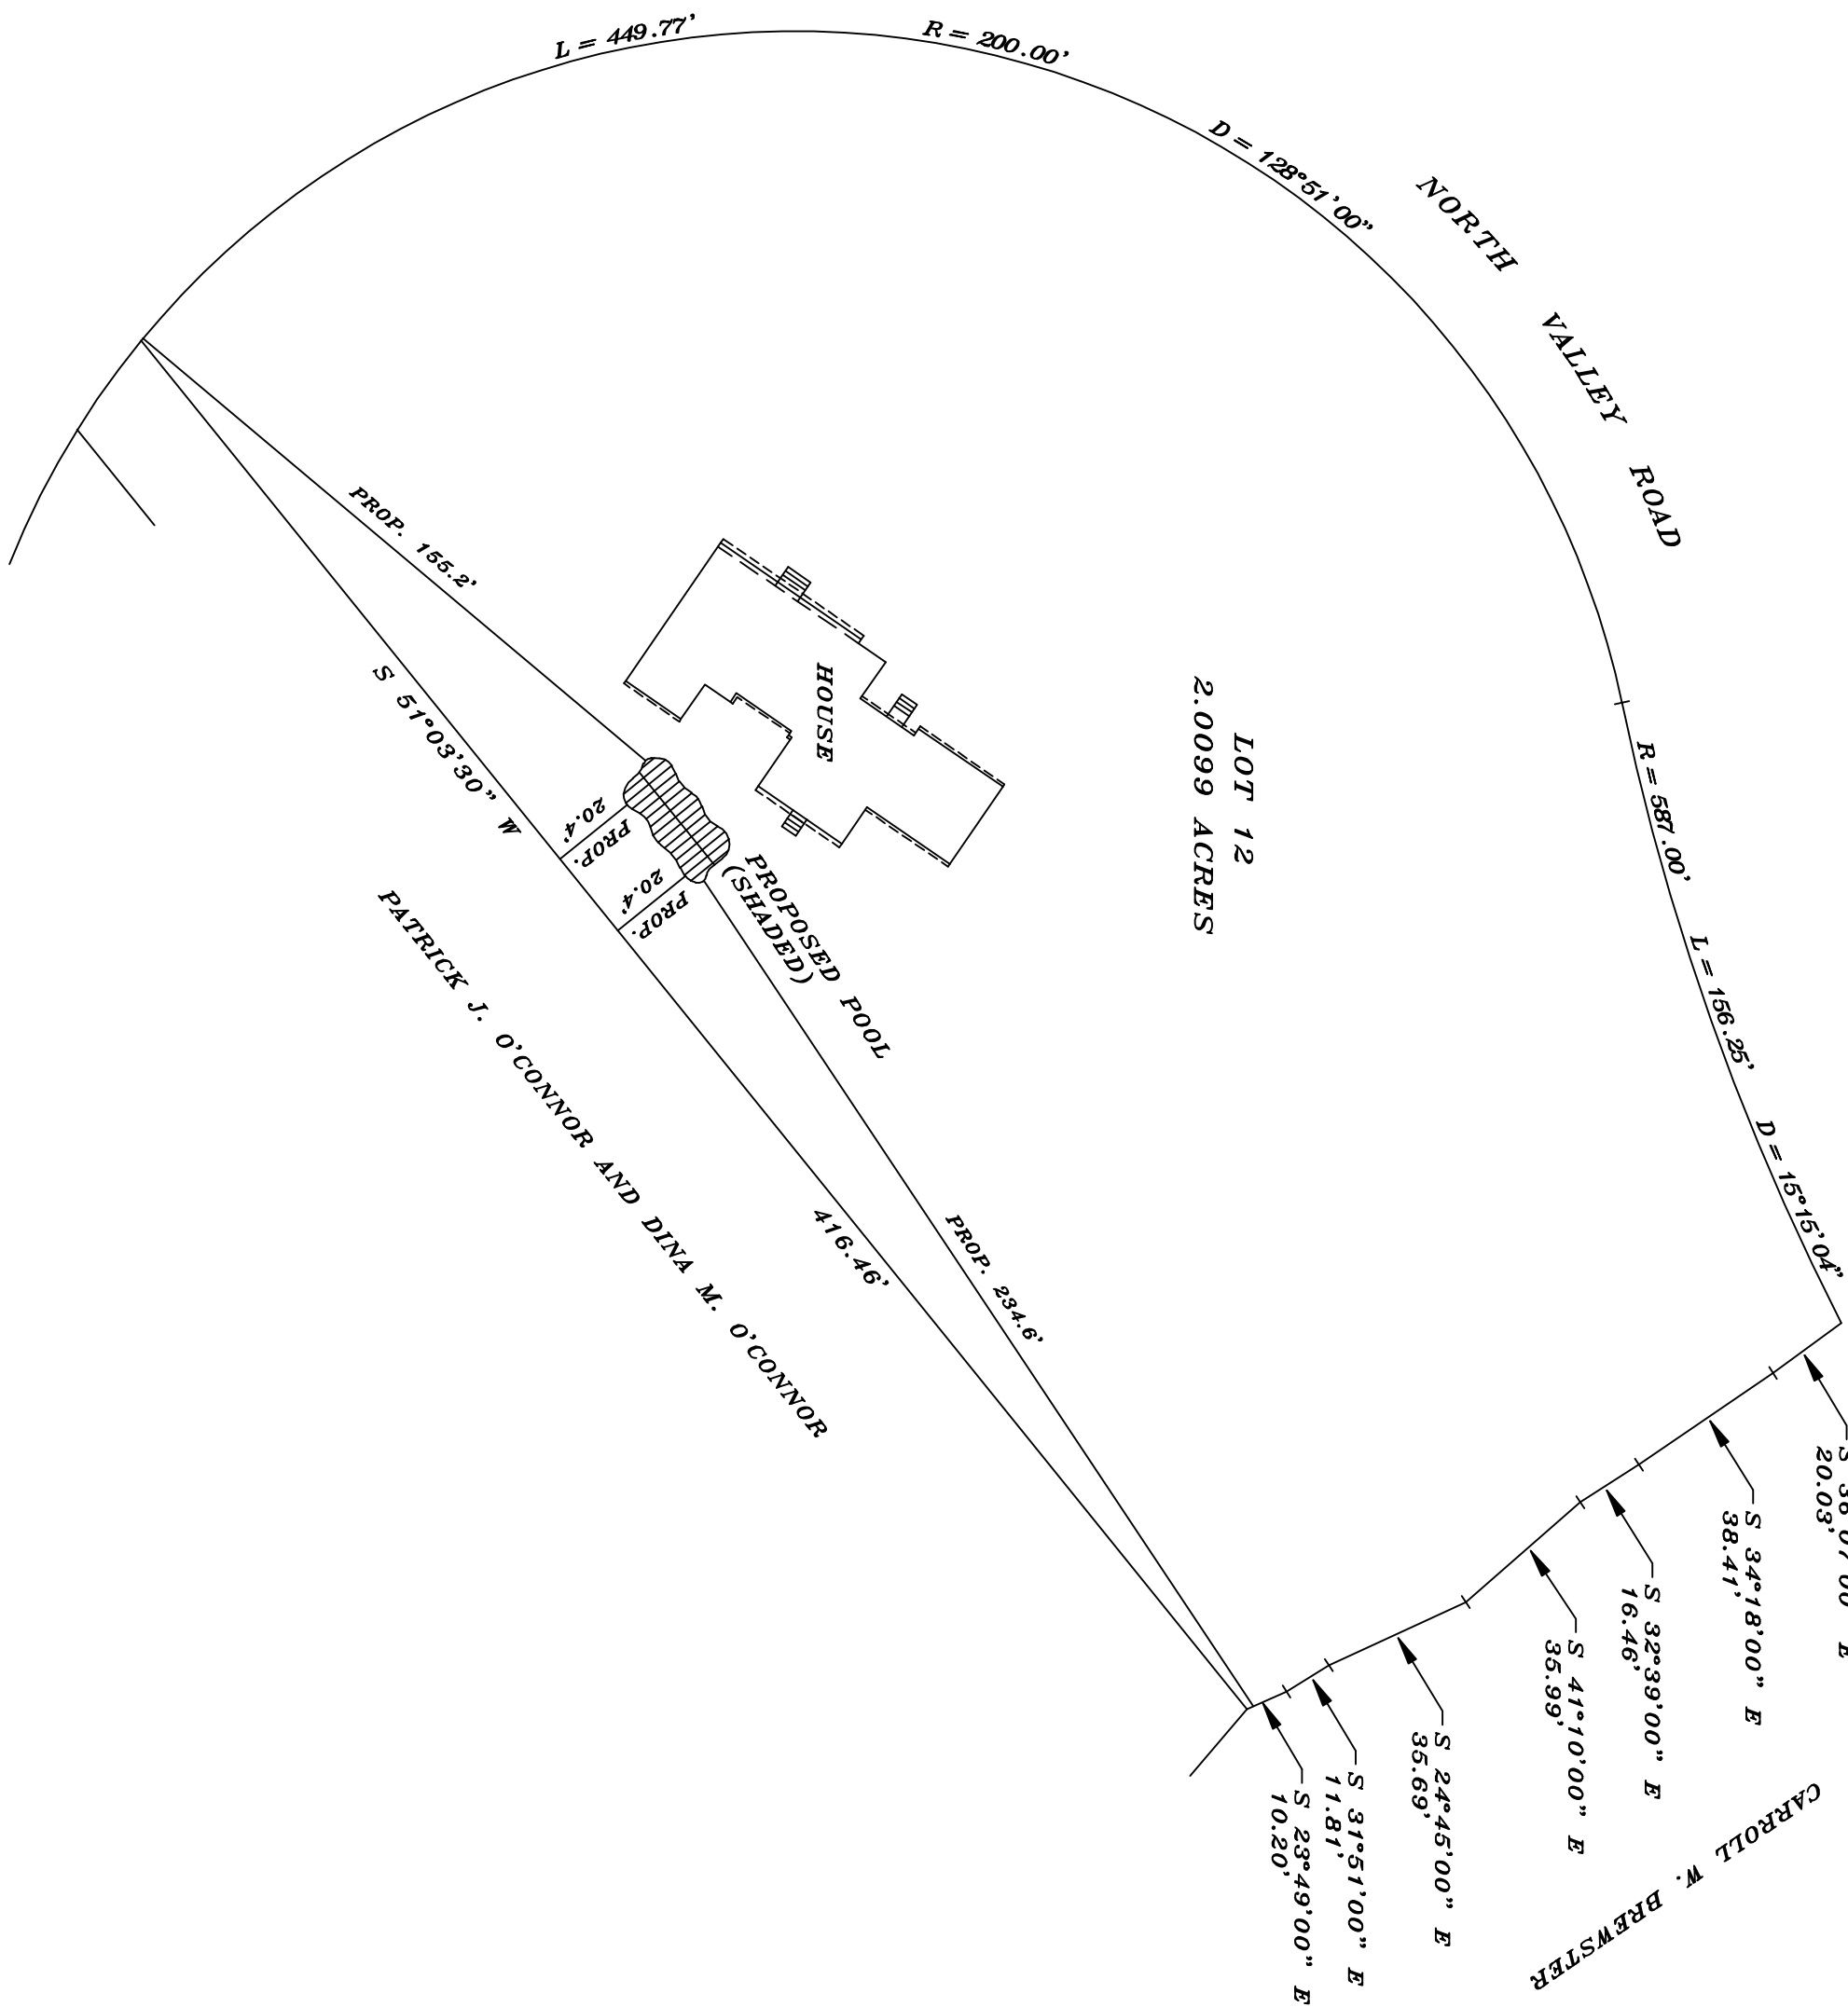 L = 449.77'
R = 200.00'
D = 128°51'00"
NORTH VALLEY ROAD
R = 587.00'
L = 156.25'
D = 15°15'04"
LOT 12
2.0099 ACRES
HOUSE
PROP. 155.2'
S 51°03'30" W
416.46'
PROP.
20.4'
PROP.
20.4'
PROPOSED POOL
(SHADED)
PROP. 234.6'
PATRICK J. O'CONNOR AND DINA M. O'CONNOR
E
20.03'
S 34°18'00" E
38.41'
S 32°39'00" E
16.46'
S 41°10'00" E
35.99'
S 24°45'00" E
35.69'
S 31°51'00" E
11.81'
S 23°49'00" E
10.20'
CARROLL W. BREWSTER